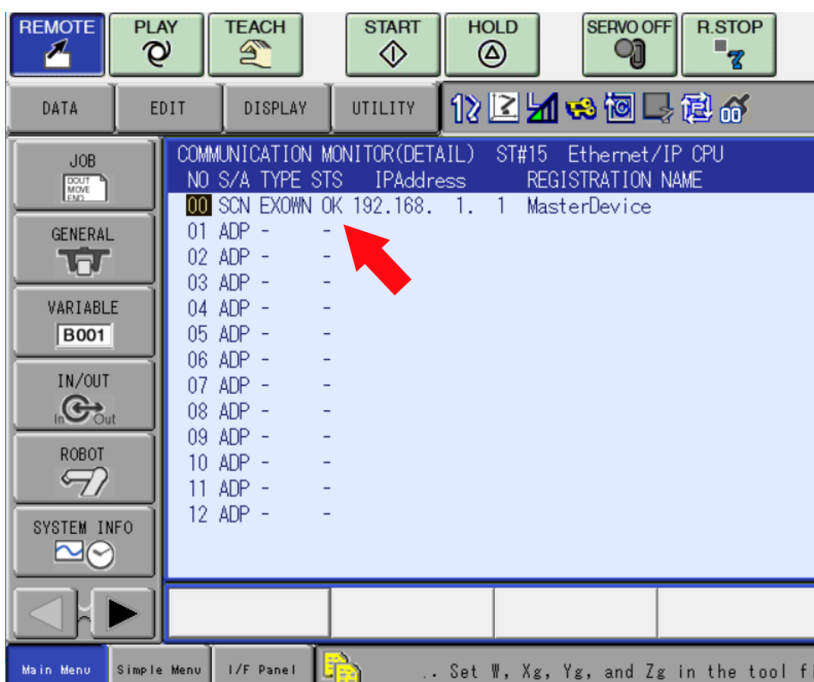 REMOTE PLAY TEACH START HOLD SERVO OFF R.STOP
DATA EDIT DISPLAY UTILITY
JOB
DOUT
MOVE
END
GENERAL
VARIABLE
B001
IN/OUT
In Out
ROBOT
SYSTEM INFO
COMMUNICATION MONITOR(DETAIL) ST#15 Ethernet/IP CPU
NO S/A TYPE STS IPAddress REGISTRATION NAME
00 SCN EXOWN OK 192.168. 1. 1 MasterDevice
01 ADP - -
02 ADP - -
03 ADP - -
04 ADP - -
05 ADP - -
06 ADP - -
07 ADP - -
08 ADP - -
09 ADP - -
10 ADP - -
11 ADP - -
12 ADP - -
Main Menu Simple Menu I/F Panel .. Set W, Xg, Yg, and Zg in the tool fi